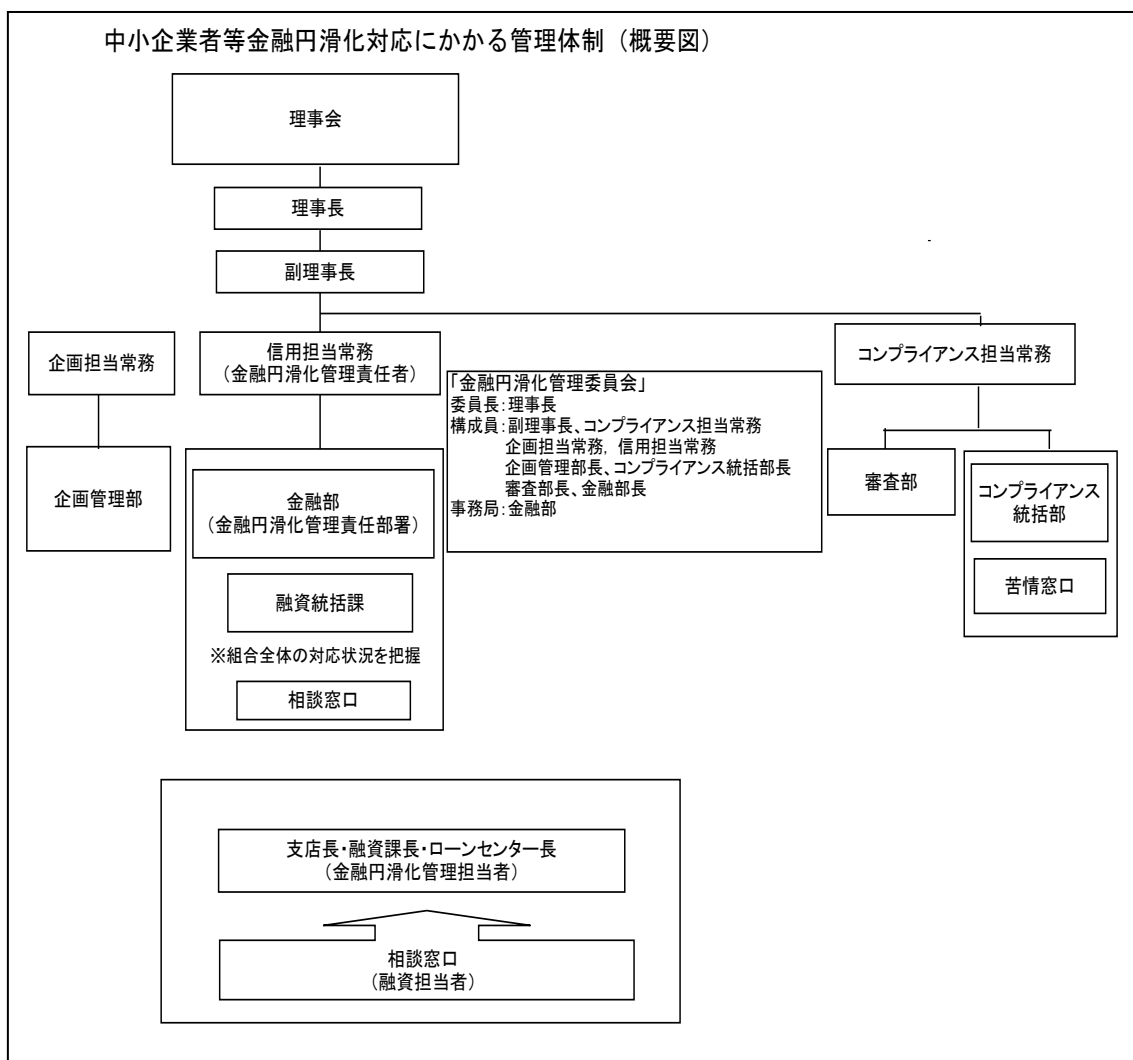 中小企業者等金融円滑化対応にかかる管理体制（概要図）
理事会
理事長
副理事長
企画担当常務
信用担当常務
（金融円滑化管理責任者）
コンプライアンス担当常務
「金融円滑化管理委員会」
委員長：理事長
構成員：副理事長、コンプライアンス担当常務
企画担当常務，信用担当常務
企画管理部長、コンプライアンス統括部長
審査部長、金融部長
事務局：金融部
企画管理部
金融部
（金融円滑化管理責任部署）
融資統括課
※組合全体の対応状況を把握
相談窓口
審査部
コンプライアンス
統括部
苦情窓口
支店長・融資課長・ローンセンター長
（金融円滑化管理担当者）
相談窓口
（融資担当者）